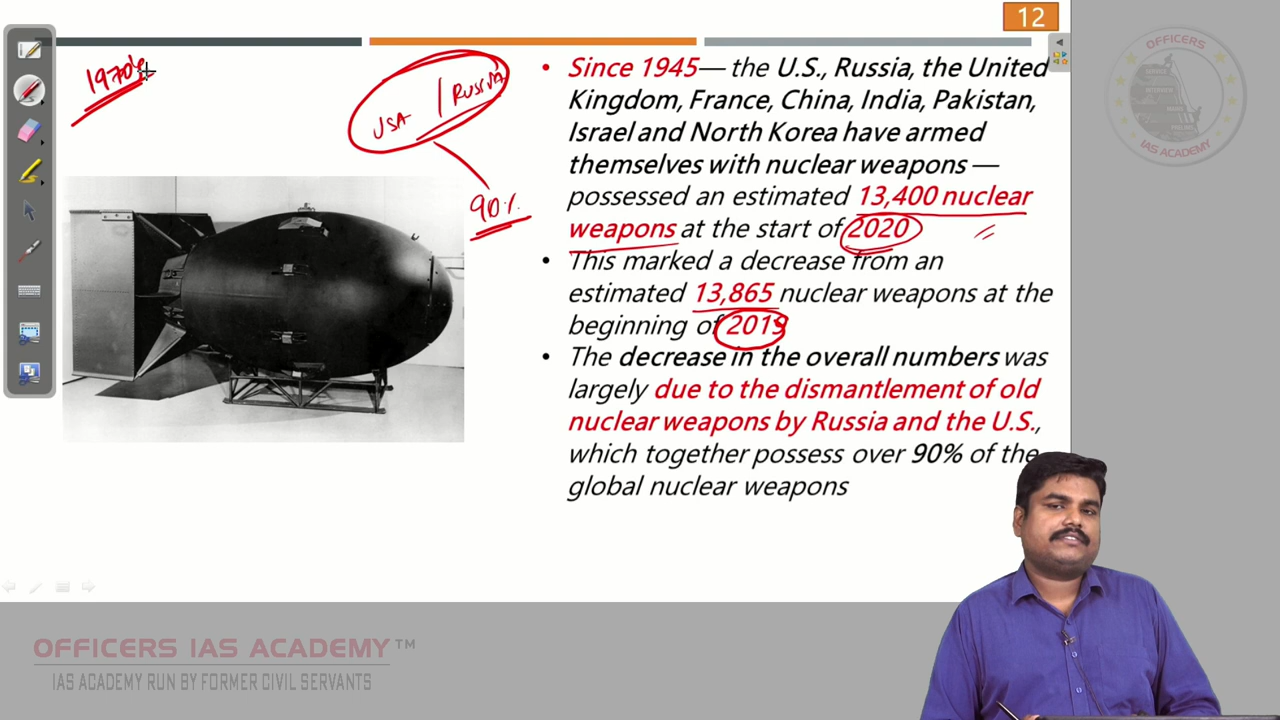 12
1970's
USA | Russia
90%
• Since 1945— the U.S., Russia, the United
Kingdom, France, China, India, Pakistan,
Israel and North Korea have armed
themselves with nuclear weapons —
possessed an estimated 13,400 nuclear
weapons at the start of 2020
• This marked a decrease from an
estimated 13,865 nuclear weapons at the
beginning of 2019
• The decrease in the overall numbers was
largely due to the dismantlement of old
nuclear weapons by Russia and the U.S.,
which together possess over 90% of the
global nuclear weapons
OFFICERS
IAS ACADEMY
OFFICERS IAS ACADEMY™
IAS ACADEMY RUN BY FORMER CIVIL SERVANTS